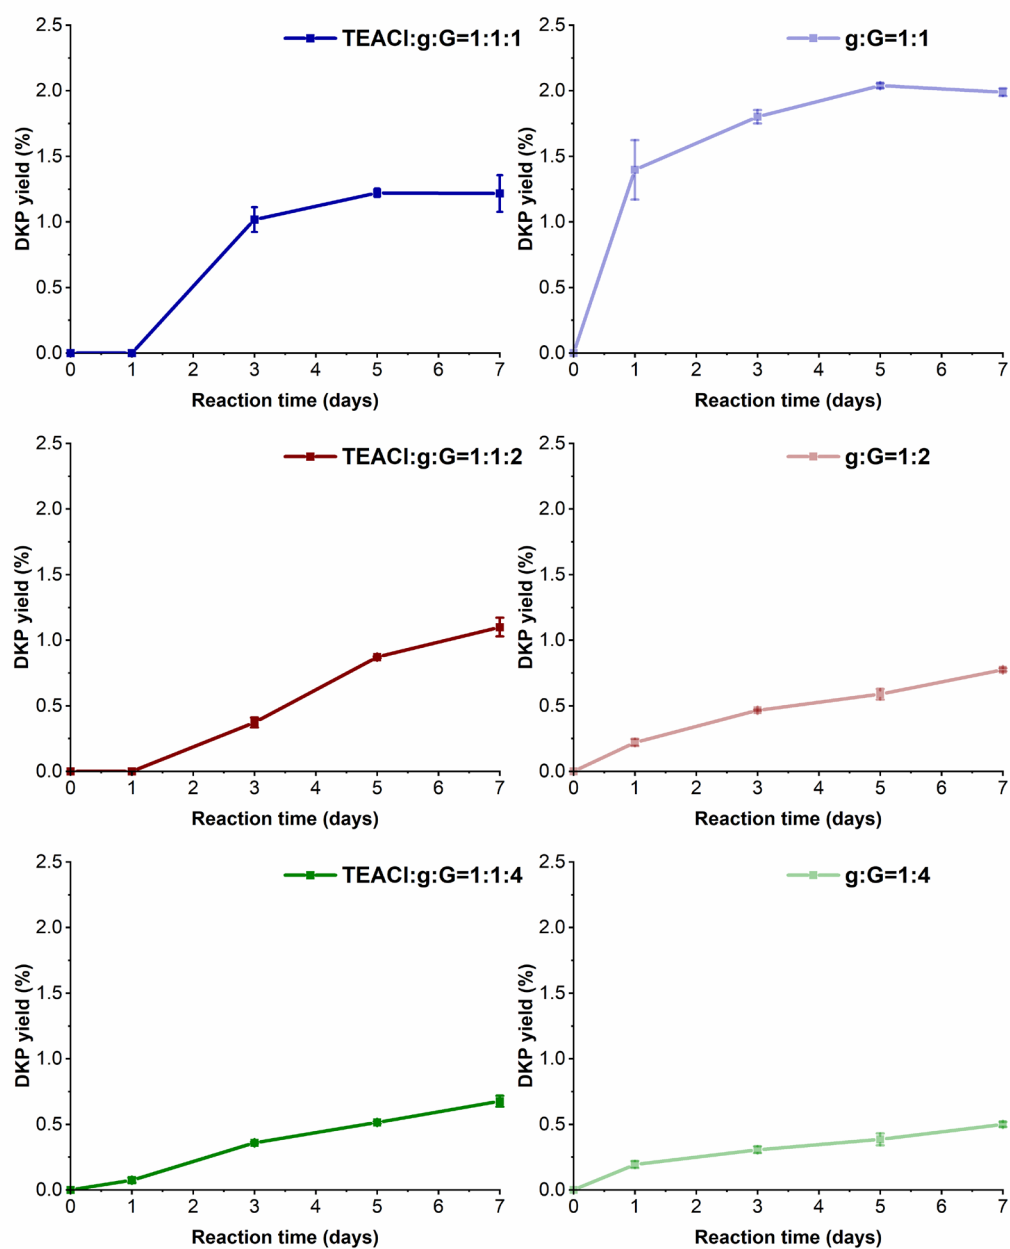 TEACl:g:G=1:1:1
DKP yield (%)
2.5
2.0
1.5
1.0
0.5
0.0
0 1 2 3 4 5 6 7
Reaction time (days)
g:G=1:1
DKP yield (%)
2.5
2.0
1.5
1.0
0.5
0.0
0 1 2 3 4 5 6 7
Reaction time (days)
TEACl:g:G=1:1:2
DKP yield (%)
2.5
2.0
1.5
1.0
0.5
0.0
0 1 2 3 4 5 6 7
Reaction time (days)
g:G=1:2
DKP yield (%)
2.5
2.0
1.5
1.0
0.5
0.0
0 1 2 3 4 5 6 7
Reaction time (days)
TEACl:g:G=1:1:4
DKP yield (%)
2.5
2.0
1.5
1.0
0.5
0.0
0 1 2 3 4 5 6 7
Reaction time (days)
g:G=1:4
DKP yield (%)
2.5
2.0
1.5
1.0
0.5
0.0
0 1 2 3 4 5 6 7
Reaction time (days)